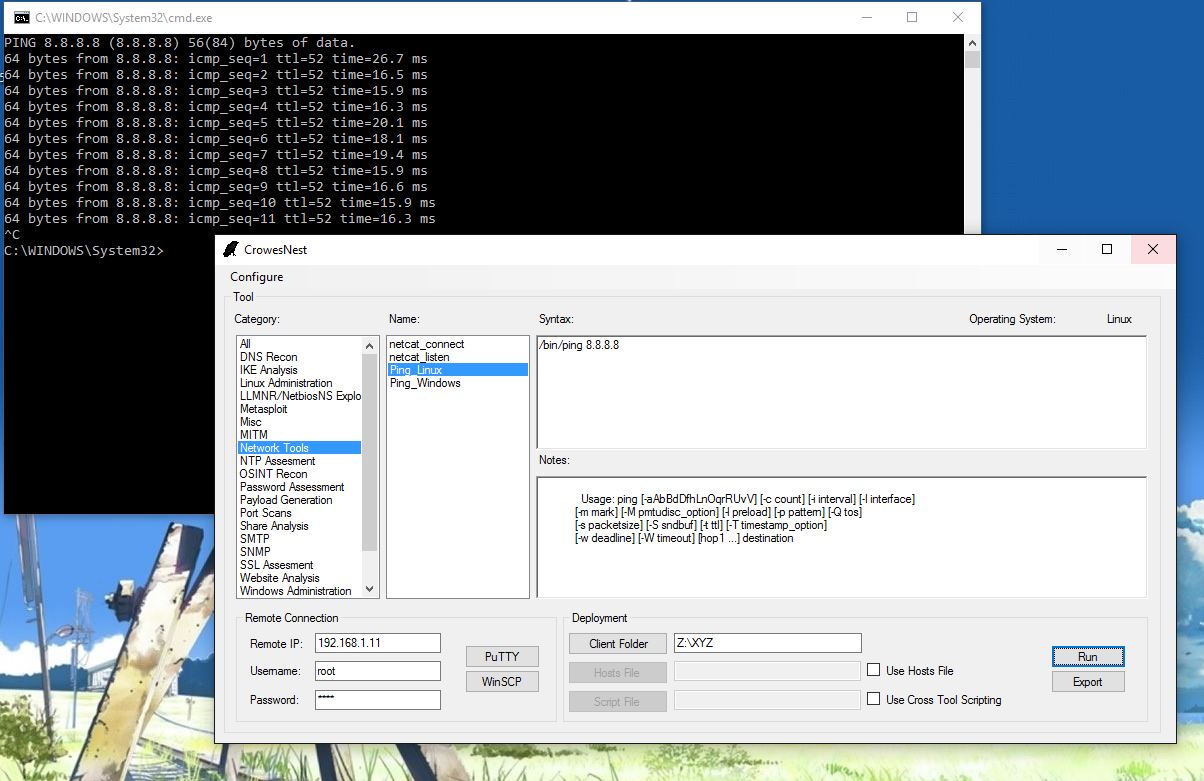 C:\WINDOWS\System32\cmd.exe
PING 8.8.8.8 (8.8.8.8) 56(84) bytes of data.
64 bytes from 8.8.8.8: icmp_seq=1 ttl=52 time=26.7 ms
64 bytes from 8.8.8.8: icmp_seq=2 ttl=52 time=16.5 ms
64 bytes from 8.8.8.8: icmp_seq=3 ttl=52 time=15.9 ms
64 bytes from 8.8.8.8: icmp_seq=4 ttl=52 time=16.3 ms
64 bytes from 8.8.8.8: icmp_seq=5 ttl=52 time=20.1 ms
64 bytes from 8.8.8.8: icmp_seq=6 ttl=52 time=18.1 ms
64 bytes from 8.8.8.8: icmp_seq=7 ttl=52 time=19.4 ms
64 bytes from 8.8.8.8: icmp_seq=8 ttl=52 time=15.9 ms
64 bytes from 8.8.8.8: icmp_seq=9 ttl=52 time=16.6 ms
64 bytes from 8.8.8.8: icmp_seq=10 ttl=52 time=15.9 ms
64 bytes from 8.8.8.8: icmp_seq=11 ttl=52 time=16.3 ms
^C
C:\WINDOWS\System32>
CrowesNest
Configure
Tool
Category:
All
DNS Recon
IKE Analysis
Linux Administration
LLMNR/NetbiosNS Explo
Metasploit
Misc
MITM
Network Tools
NTP Assesment
OSINT Recon
Password Assessment
Payload Generation
Port Scans
Share Analysis
SMTP
SNMP
SSL Assesment
Website Analysis
Windows Administration
Name:
netcat_connect
netcat_listen
Ping_Linux
Ping_Windows
Syntax:
Operating System:
Linux
/bin/ping 8.8.8.8
Notes:
Usage: ping [-aAbBdDfhLnOqrRUvV] [-c count] [-i interval] [-I interface]
[-m mark] [-M pmtudisc_option] [-l preload] [-p pattern] [-Q tos]
[-s packetsize] [-S sndbuf] [-t ttl] [-T timestamp_option]
[-w deadline] [-W timeout] [hop1 ...] destination
Remote Connection
Remote IP: 192.168.1.11
Username: root
Password: ****
PuTTY
WinSCP
Deployment
Client Folder Z:\XYZ
Hosts File
Use Hosts File
Script File
Use Cross Tool Scripting
Run
Export